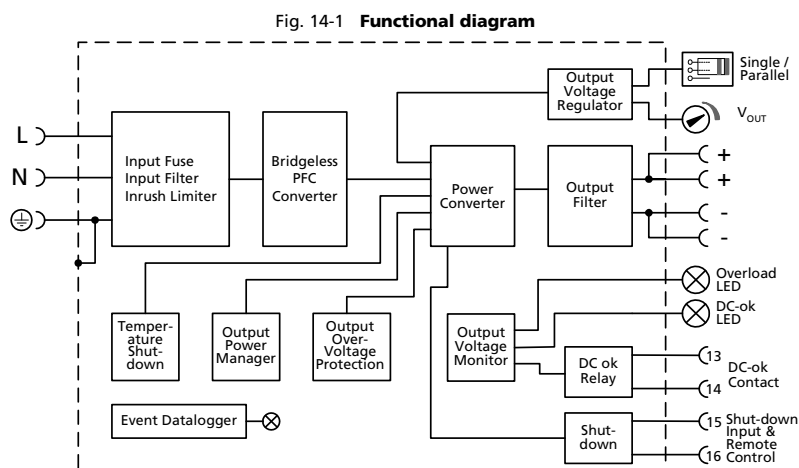 Fig. 14-1 Functional diagram
Output
Voltage
Regulator
Single /
Parallel
VOUT
L
N
Input Fuse
Input Filter
Inrush Limiter
Bridgeless
PFC
Converter
Power
Converter
Output
Filter
+
+
-
-
Temper-
ature
Shut-
down
Output
Power
Manager
Output
Over-
Voltage
Protection
Output
Voltage
Monitor
Overload
LED
DC-ok
LED
DC ok
Relay
13
14
DC-ok
Contact
Event Datalogger
Shut-
down
15
16
Shut-down
Input &
Remote
Control